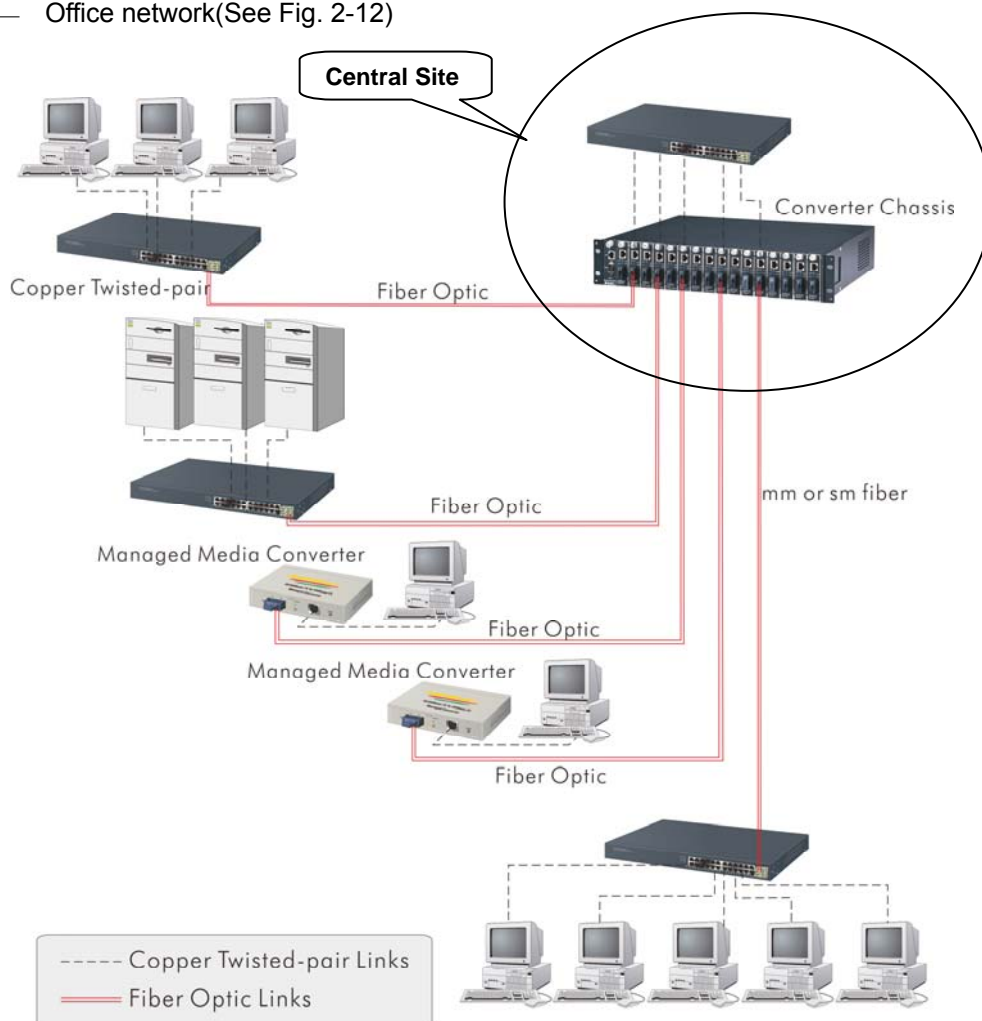 Office network(See Fig. 2-12)
Central Site
Converter Chassis
Copper Twisted-pair
Fiber Optic
Fiber Optic
mm or sm fiber
Managed Media Converter
Fiber Optic
Managed Media Converter
Fiber Optic
Copper Twisted-pair Links
Fiber Optic Links